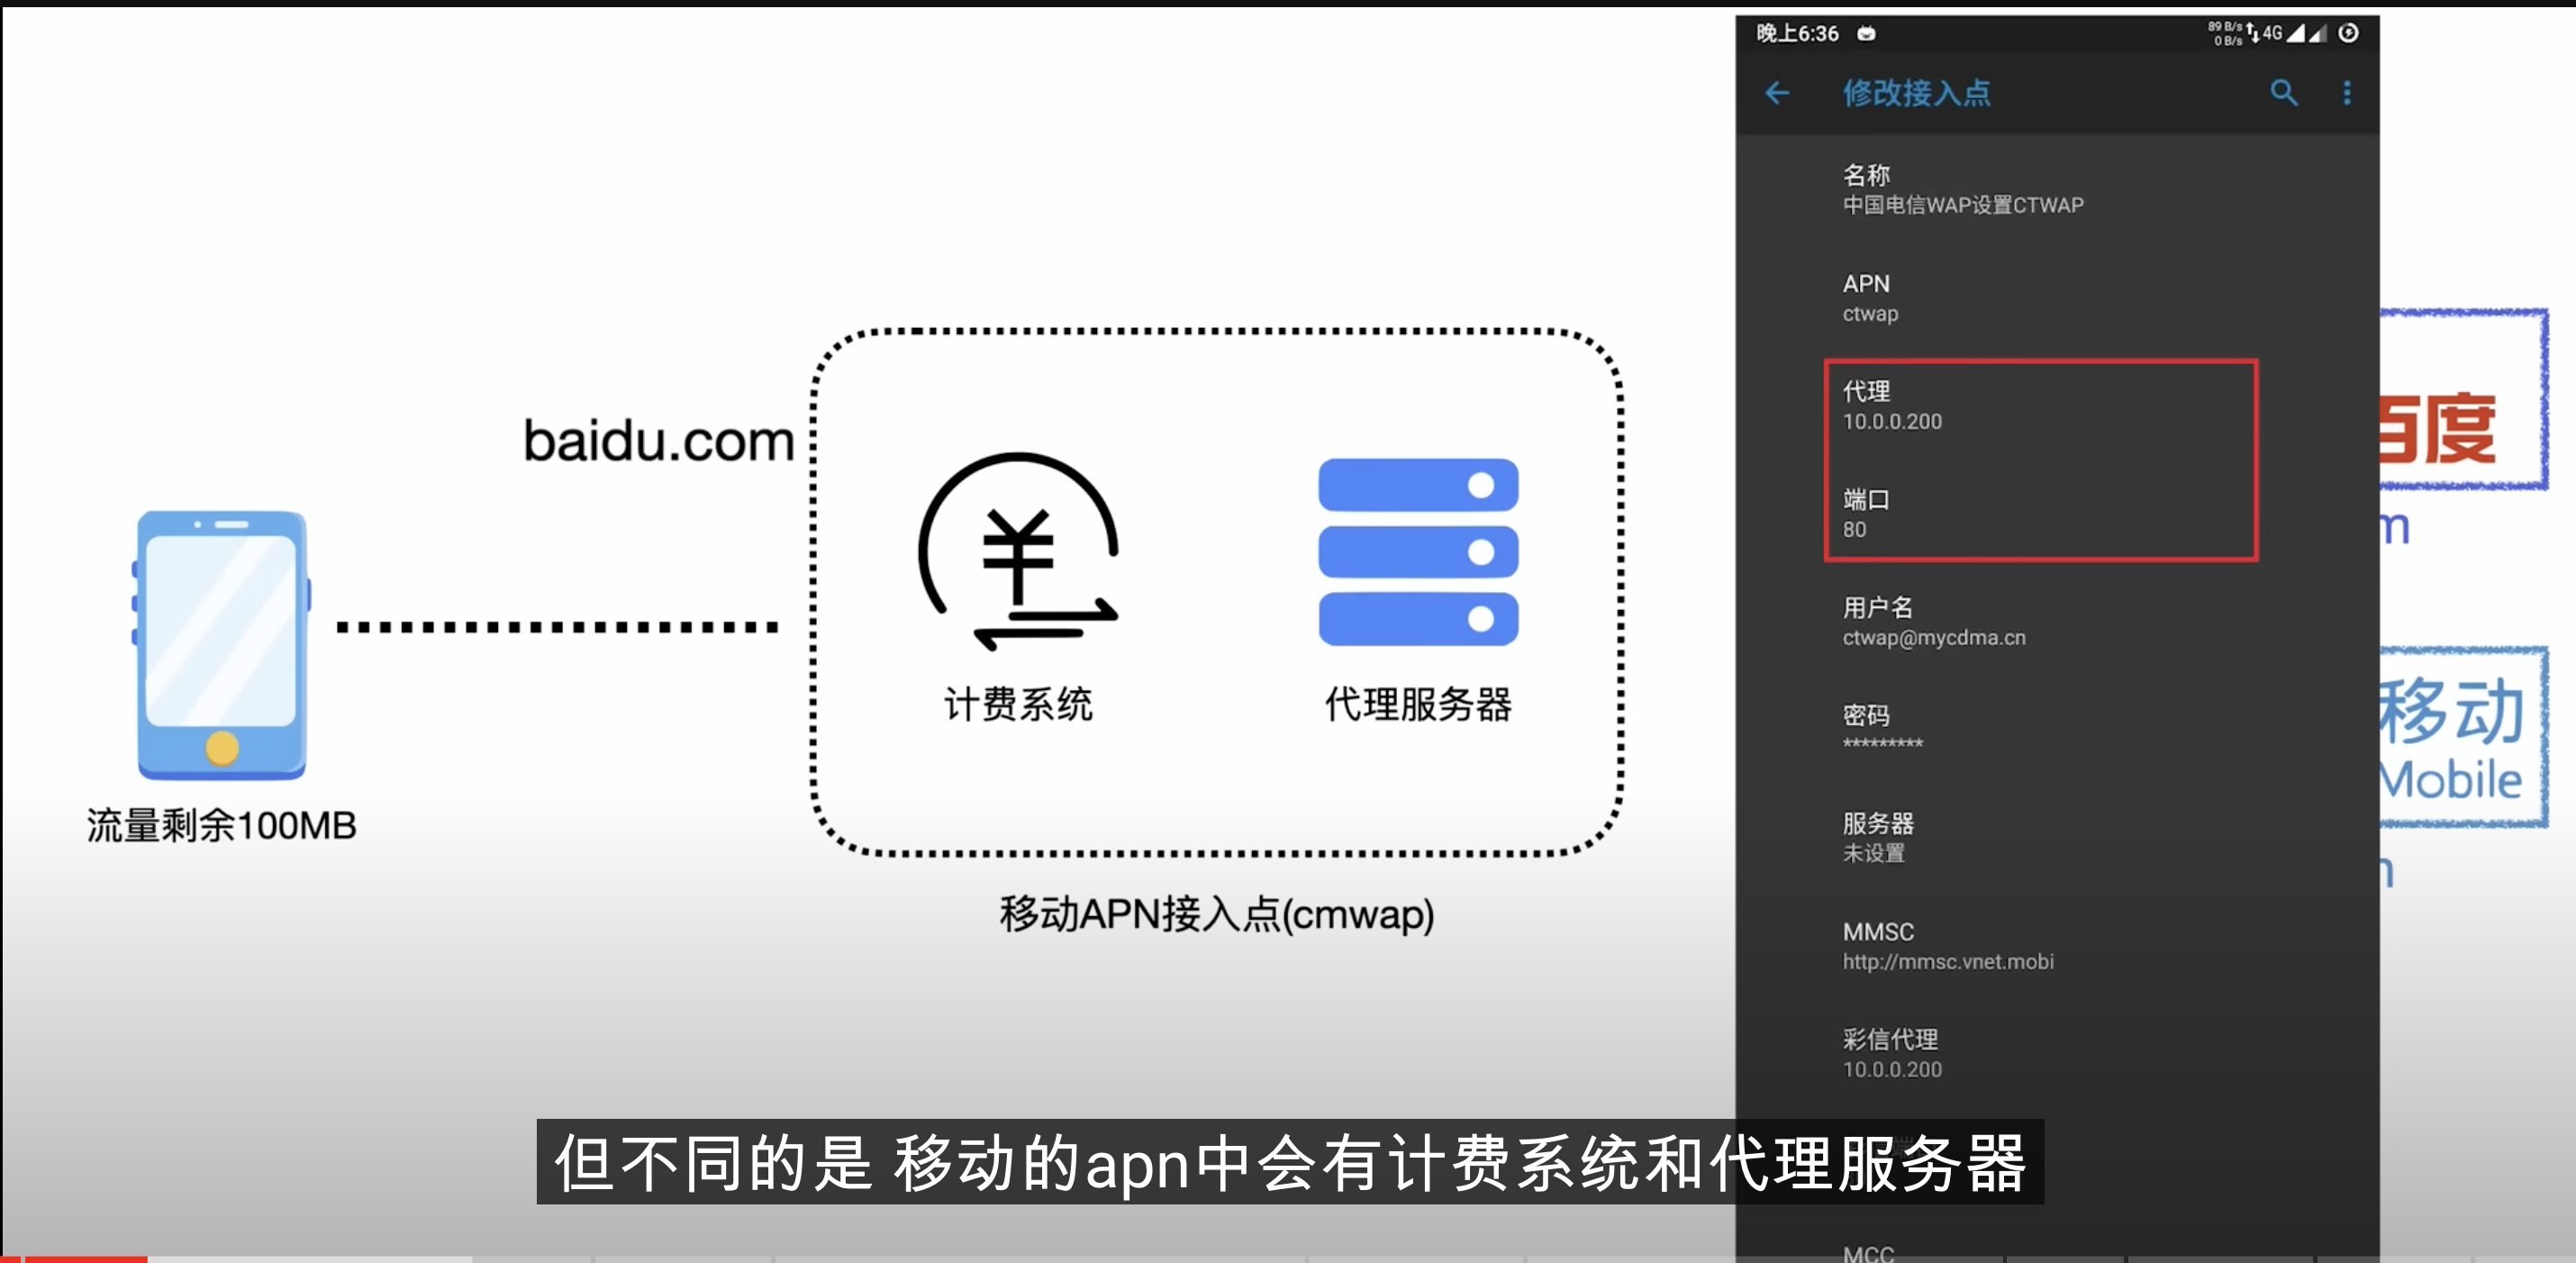 晚上6:36
89 B/s
0 B/s
4G
修改接入点
名称
中国电信WAP设置CTWAP
APN
ctwap
代理
10.0.0.200
端口
80
用户名
ctwap@mycdma.cn
密码
*********
服务器
未设置
MMSC
http://mmsc.vnet.mobi
彩信代理
10.0.0.200
MCC
baidu.com
计费系统
代理服务器
流量剩余100MB
移动APN接入点(cmwap)
百度
m
移动
Mobile
但不同的是 移动的apn中会有计费系统和代理服务器